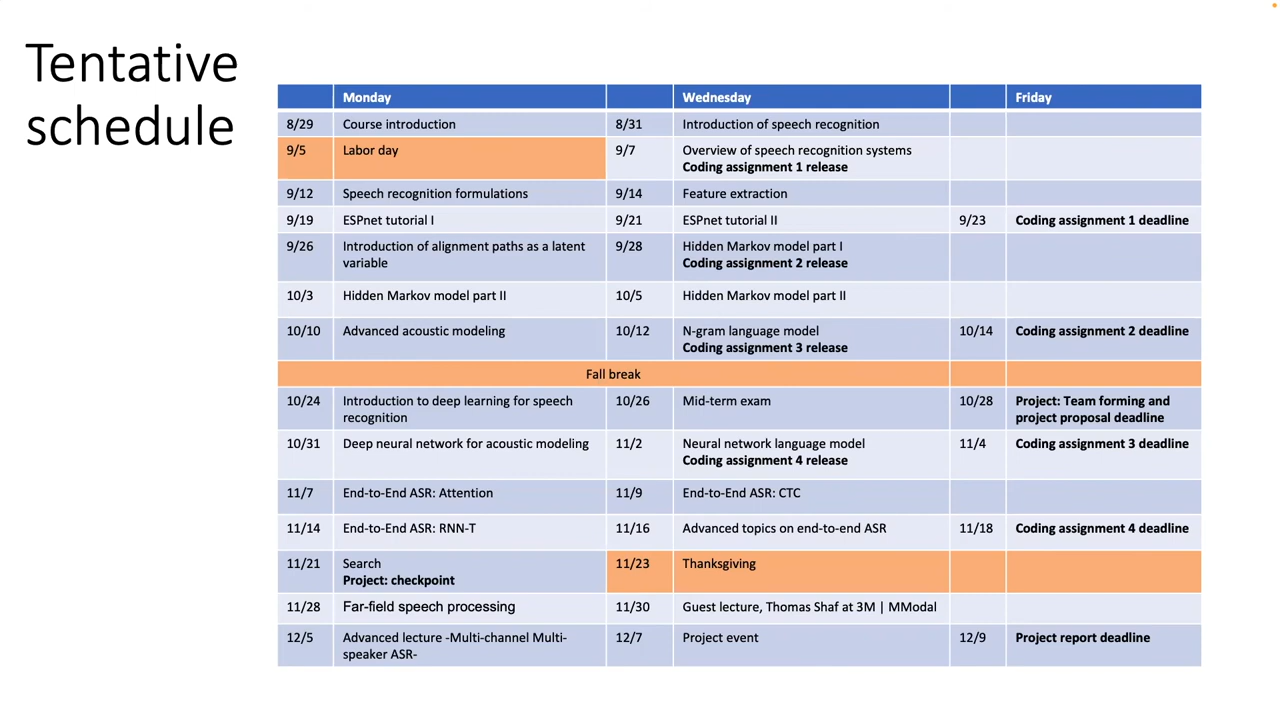 Tentative
schedule
Monday
Wednesday
Friday
8/29
Course introduction
8/31
Introduction of speech recognition
9/5
Labor day
9/7
Overview of speech recognition systems
Coding assignment 1 release
9/12
Speech recognition formulations
9/14
Feature extraction
9/19
ESPnet tutorial I
9/21
ESPnet tutorial II
9/23
Coding assignment 1 deadline
9/26
Introduction of alignment paths as a latent
variable
9/28
Hidden Markov model part I
Coding assignment 2 release
10/3
Hidden Markov model part II
10/5
Hidden Markov model part II
10/10
Advanced acoustic modeling
10/12
N-gram language model
Coding assignment 3 release
10/14
Coding assignment 2 deadline
Fall break
10/24
Introduction to deep learning for speech
recognition
10/26
Mid-term exam
10/28
Project: Team forming and
project proposal deadline
10/31
Deep neural network for acoustic modeling
11/2
Neural network language model
Coding assignment 4 release
11/4
Coding assignment 3 deadline
11/7
End-to-End ASR: Attention
11/9
End-to-End ASR: CTC
11/14
End-to-End ASR: RNN-T
11/16
Advanced topics on end-to-end ASR
11/18
Coding assignment 4 deadline
11/21
Search
Project: checkpoint
11/23
Thanksgiving
11/28
Far-field speech processing
11/30
Guest lecture, Thomas Shaf at 3M | MModal
12/5
Advanced lecture -Multi-channel Multi-
speaker ASR-
12/7
Project event
12/9
Project report deadline